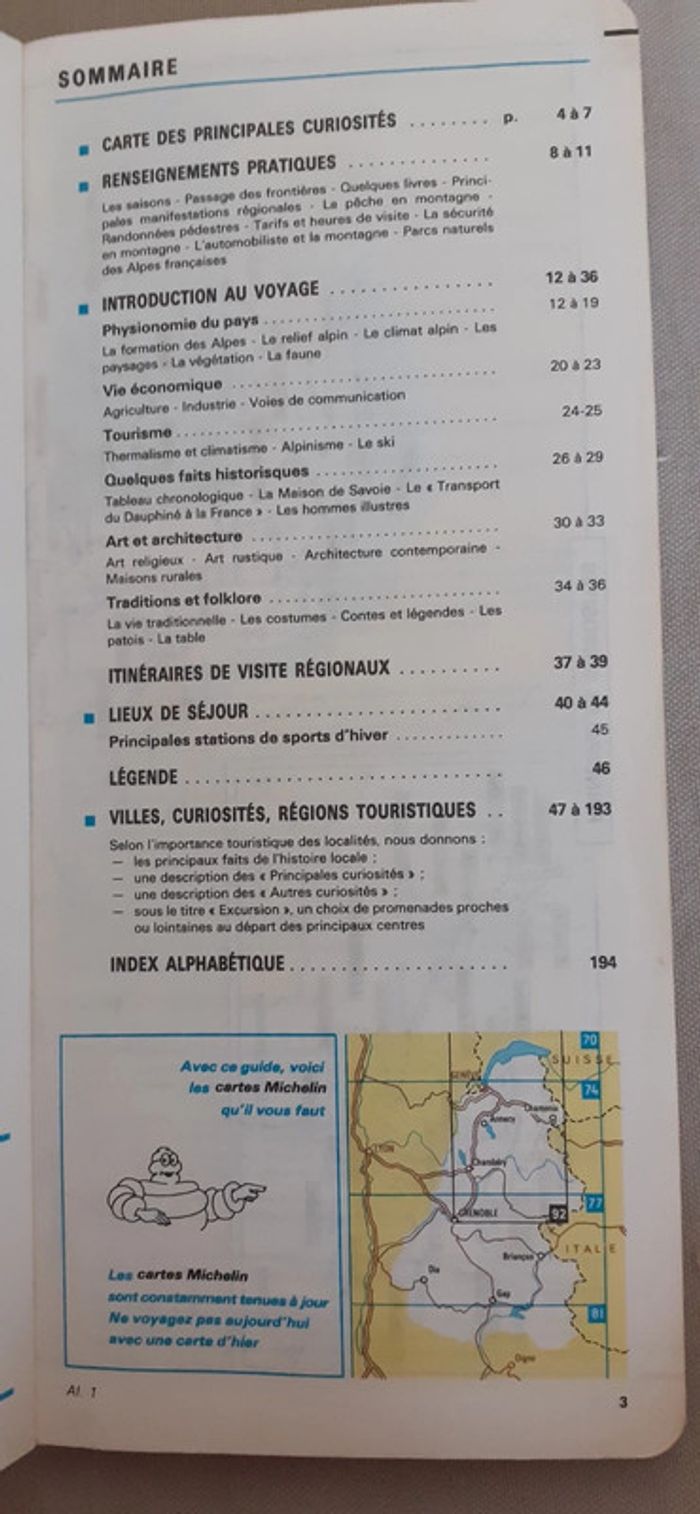 SOMMAIRE
CARTE DES PRINCIPALES CURIOSITÉS ........ p. 4 à 7
RENSEIGNEMENTS PRATIQUES .............. 8 à 11
Les saisons - Passage des frontières - Quelques livres - Princi-
pales manifestations régionales - La pêche en montagne -
Randonnées pédestres - Tarifs et heures de visite - La sécurité
en montagne - L'automobiliste et la montagne - Parcs naturels
des Alpes françaises
INTRODUCTION AU VOYAGE ................ 12 à 36
Physionomie du pays .............................. 12 à 19
La formation des Alpes - Le relief alpin - Le climat alpin - Les
paysages - La végétation - La faune
Vie économique .................................. 20 à 23
Agriculture - Industrie - Voies de communication
Tourisme ........................................ 24-25
Thermalisme et climatisme - Alpinisme - Le ski
Quelques faits historisques ....................... 26 à 29
Tableau chronologique - La Maison de Savoie - Le « Transport
du Dauphiné à la France » - Les hommes illustres
Art et architecture ............................... 30 à 33
Art religieux - Art rustique - Architecture contemporaine -
Maisons rurales
Traditions et folklore ............................. 34 à 36
La vie traditionnelle - Les costumes - Contes et légendes - Les
patois - La table
ITINÉRAIRES DE VISITE RÉGIONAUX .......... 37 à 39
LIEUX DE SÉJOUR ........................ 40 à 44
Principales stations de sports d'hiver ............. 45
LÉGENDE ............................... 46
VILLES, CURIOSITÉS, RÉGIONS TOURISTIQUES .. 47 à 193
Selon l'importance touristique des localités, nous donnons :
— les principaux faits de l'histoire locale ;
— une description des « Principales curiosités » ;
— une description des « Autres curiosités » ;
— sous le titre « Excursion », un choix de promenades proches
ou lointaines au départ des principaux centres
INDEX ALPHABÉTIQUE ..................... 194
Avec ce guide, voici
les cartes Michelin
qu'il vous faut
Les cartes Michelin
sont constamment tenues à jour
Ne voyagez pas aujourd'hui
avec une carte d'hier
70
SUISSE
74
GENÈVE
Chamonix
Annecy
LYON
Chambéry
77
GRENOBLE
92
ITALIE
Briançon
Die
Gap
81
Digne
Al. 1
3